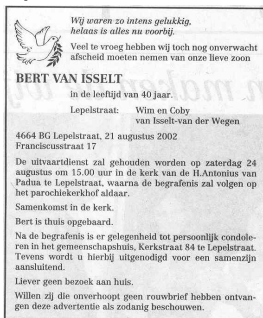 Wij waren zo intens gelukkig,
helaas is alles nu voorbij.
Veel te vroeg hebben wij toch nog onverwacht
afscheid moeten nemen van onze lieve zoon
BERT VAN ISSELT
in de leeftijd van 40 jaar.
Lepelstraat: Wim en Coby
van Isselt-van der Wegen
4664 BG Lepelstraat, 21 augustus 2002
Franciscusstraat 17
De uitvaartdienst zal gehouden worden op zaterdag 24
augustus om 15.00 uur in de kerk van de H.Antonius van
Padua te Lepelstraat, waarna de begrafenis zal volgen op
het parochiekerkhof aldaar.
Samenkomst in de kerk.
Bert is thuis opgebaard.
Na de begrafenis is er gelegenheid tot persoonlijk condole-
ren in het gemeenschapshuis, Kerkstraat 84 te Lepelstraat.
Tevens wordt u hierbij uitgenodigd voor een samenzijn
aansluitend.
Liever geen bezoek aan huis.
Willen zij die onverhoopt geen rouwbrief hebben ontvan-
gen deze advertentie als zodanig beschouwen.